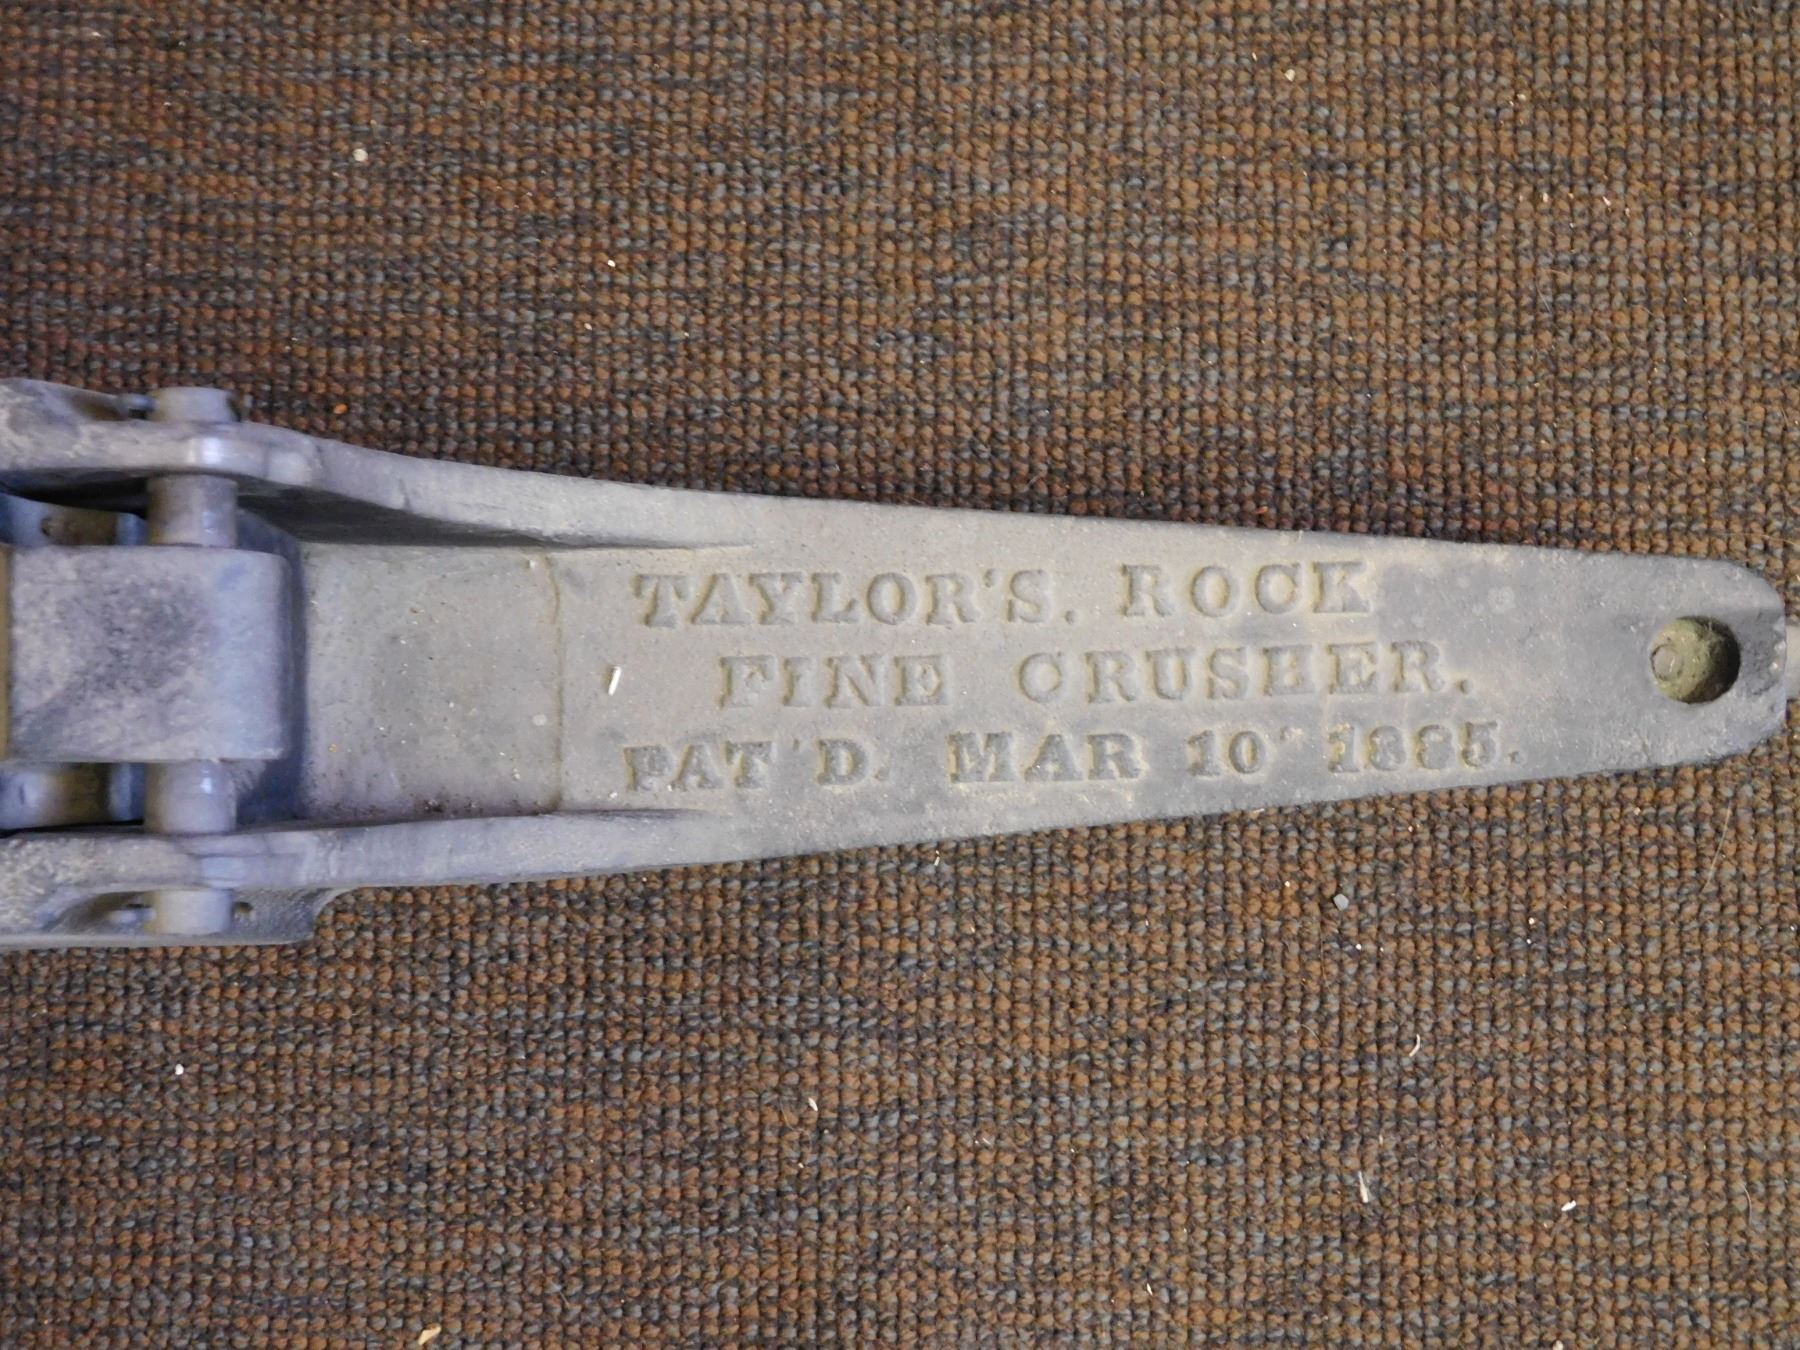 TAYLOR'S. ROCK
FINE CRUSHER.
PAT'D. MAR 10" 1885.